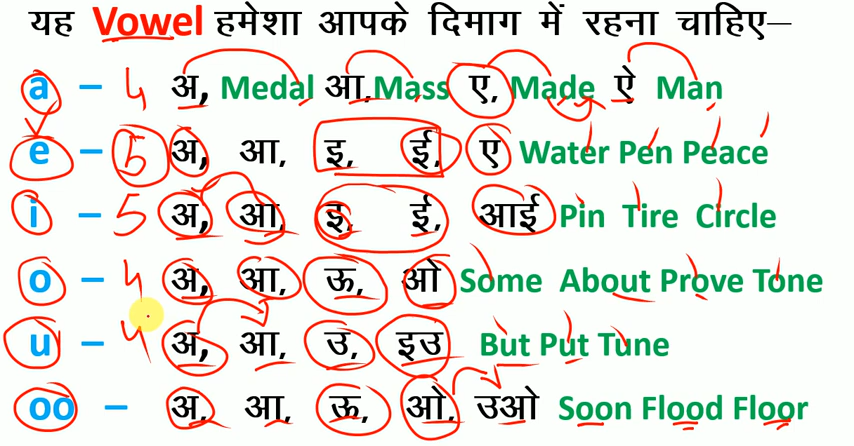 यह Vowel हमेशा आपके दिमाग में रहना चाहिए–
a – 4 अ, Medal आ, Mass ए, Made ऐ Man
e – 5 अ, आ, इ, ई, ए Water Pen Peace
i – 5 अ, आ, इ, ई, आई Pin Tire Circle
o – 4 अ, आ, ऊ, ओ Some About Prove Tone
u – 4 अ, आ, उ, इउ But Put Tune
oo – अ, आ, ऊ, ओ, उओ Soon Flood Floor